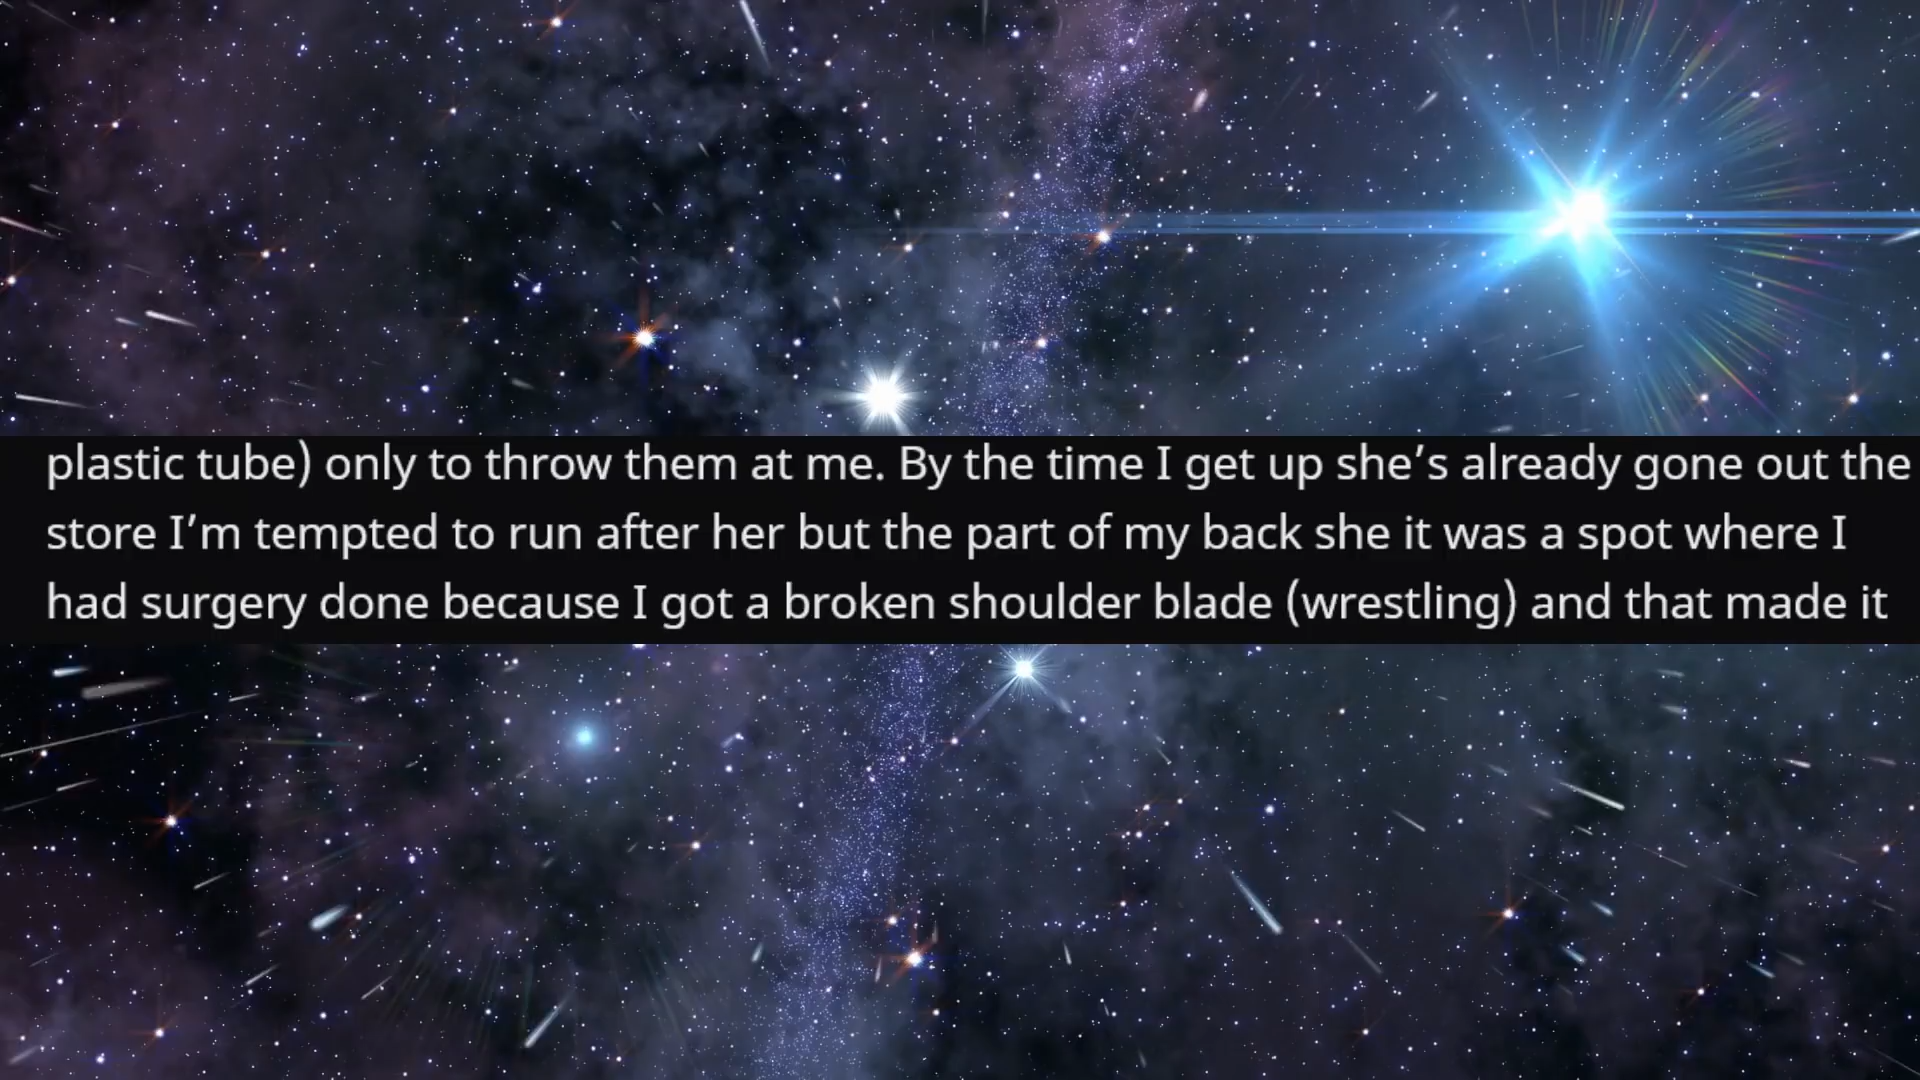 plastic tube) only to throw them at me. By the time I get up she’s already gone out the
store I’m tempted to run after her but the part of my back she it was a spot where I
had surgery done because I got a broken shoulder blade (wrestling) and that made it